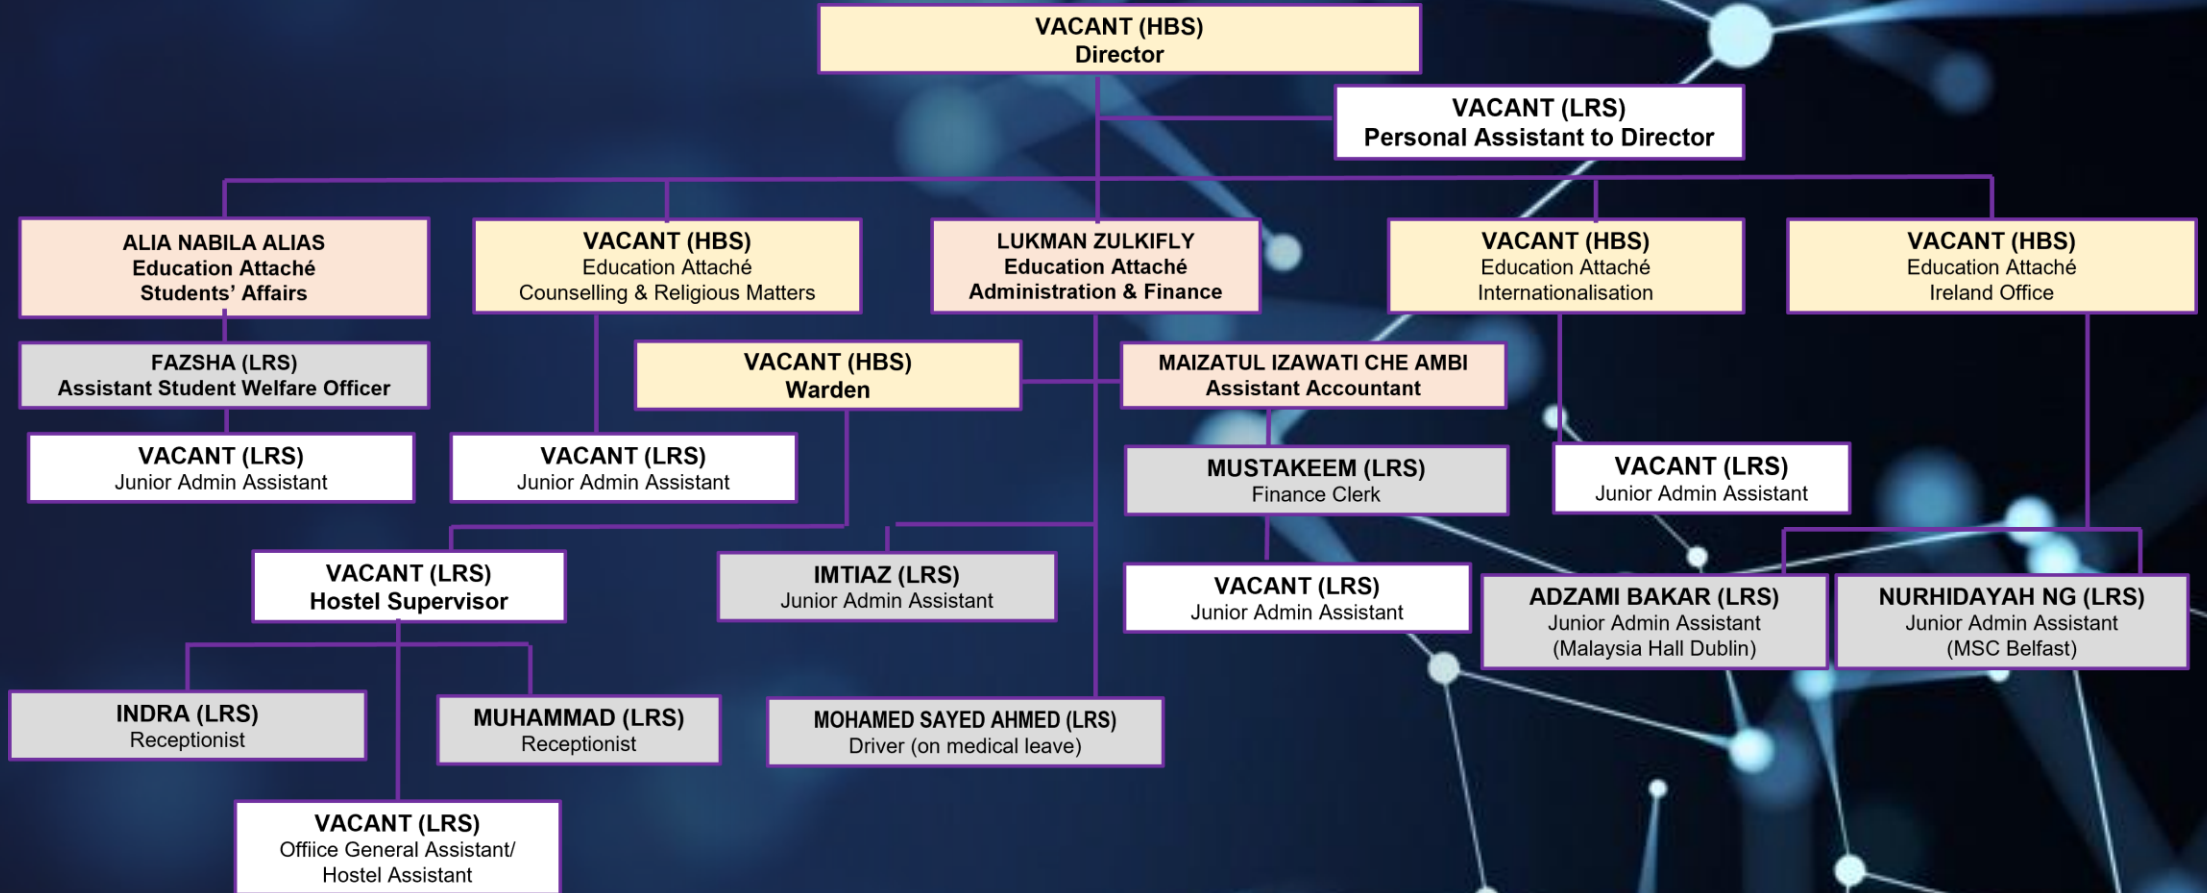 VACANT (HBS)
Director
VACANT (LRS)
Personal Assistant to Director
ALIA NABILA ALIAS
Education Attaché
Students’ Affairs
VACANT (HBS)
Education Attaché
Counselling & Religious Matters
LUKMAN ZULKIFLY
Education Attaché
Administration & Finance
VACANT (HBS)
Education Attaché
Internationalisation
VACANT (HBS)
Education Attaché
Ireland Office
FAZSHA (LRS)
Assistant Student Welfare Officer
VACANT (HBS)
Warden
MAIZATUL IZAWATI CHE AMBI
Assistant Accountant
VACANT (LRS)
Junior Admin Assistant
VACANT (LRS)
Junior Admin Assistant
MUSTAKEEM (LRS)
Finance Clerk
VACANT (LRS)
Junior Admin Assistant
VACANT (LRS)
Hostel Supervisor
IMTIAZ (LRS)
Junior Admin Assistant
VACANT (LRS)
Junior Admin Assistant
ADZAMI BAKAR (LRS)
Junior Admin Assistant
(Malaysia Hall Dublin)
NURHIDAYAH NG (LRS)
Junior Admin Assistant
(MSC Belfast)
INDRA (LRS)
Receptionist
MUHAMMAD (LRS)
Receptionist
MOHAMED SAYED AHMED (LRS)
Driver (on medical leave)
VACANT (LRS)
Offiice General Assistant/
Hostel Assistant